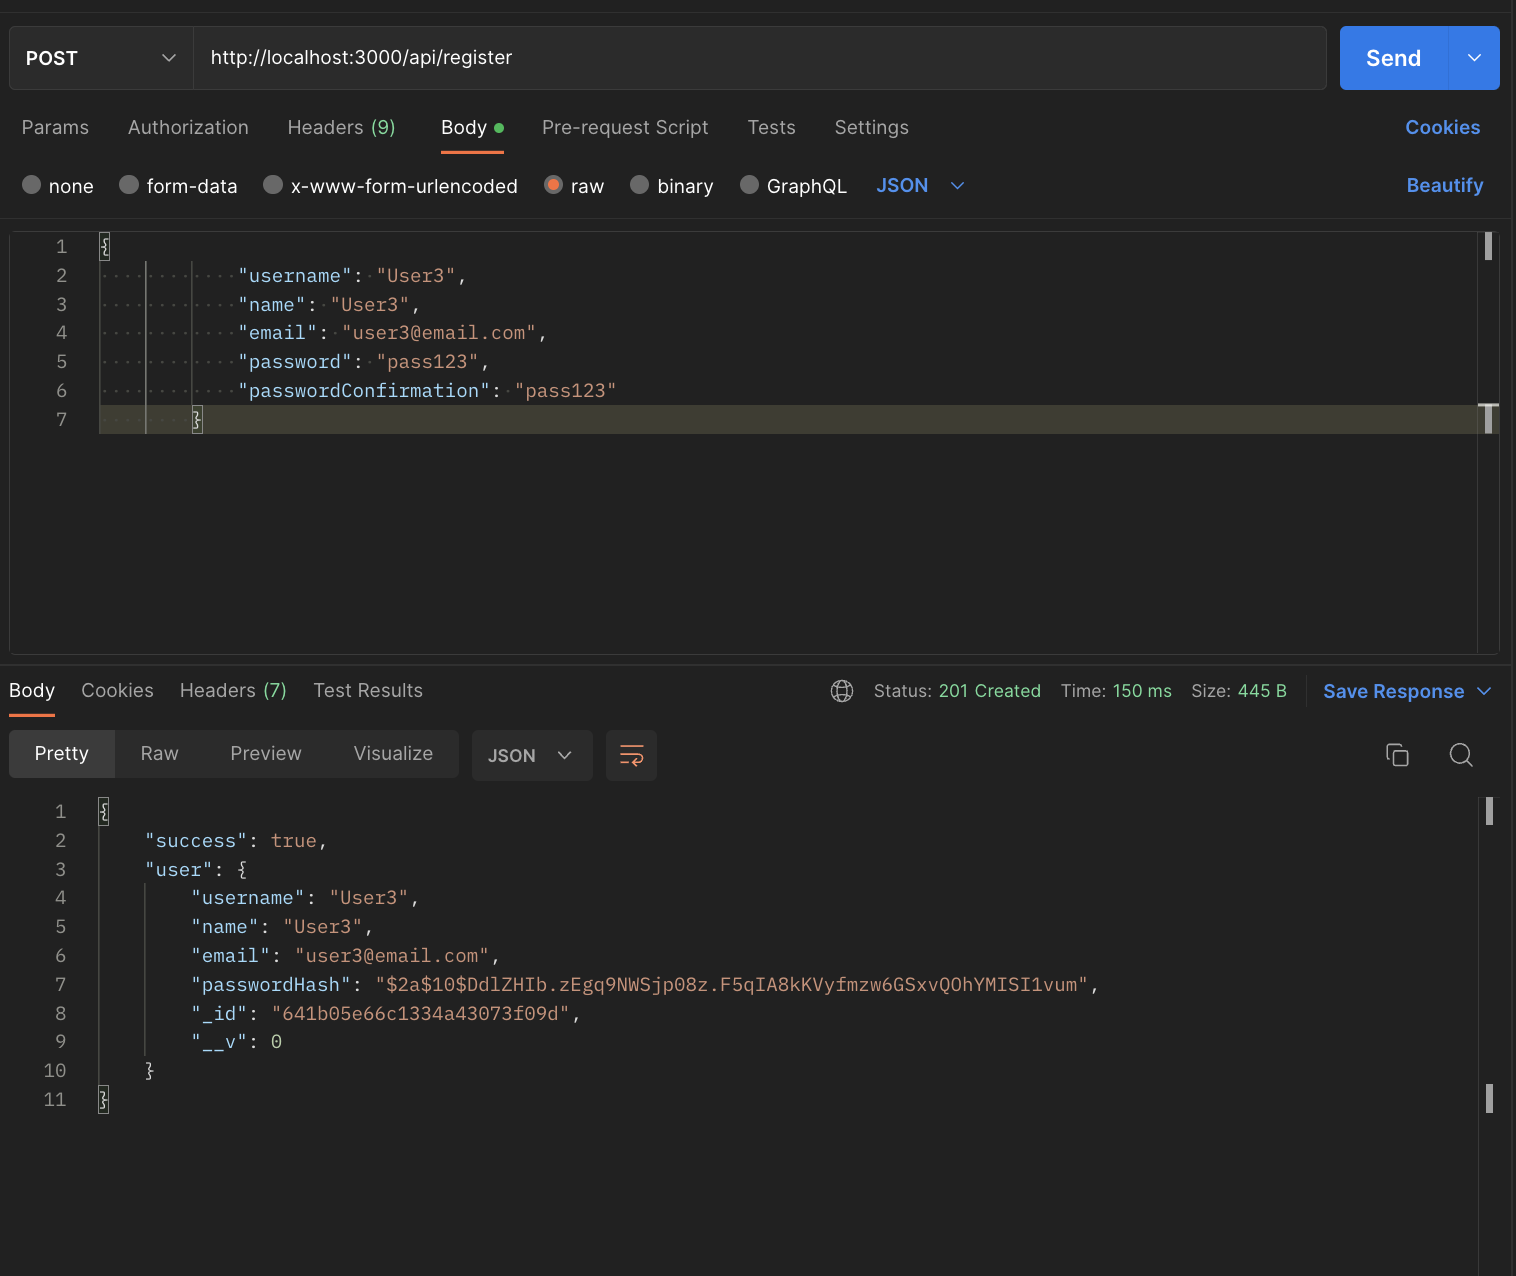 POST http://localhost:3000/api/register Send
Params Authorization Headers (9) Body Pre-request Script Tests Settings Cookies
none form-data x-www-form-urlencoded raw binary GraphQL JSON Beautify
1 {
2 "username": "User3",
3 "name": "User3",
4 "email": "user3@email.com",
5 "password": "pass123",
6 "passwordConfirmation": "pass123"
7 }
Body Cookies Headers (7) Test Results Status: 201 Created Time: 150 ms Size: 445 B Save Response
Pretty Raw Preview Visualize JSON
1 {
2 "success": true,
3 "user": {
4 "username": "User3",
5 "name": "User3",
6 "email": "user3@email.com",
7 "passwordHash": "$2a$10$DdlZHIb.zEgq9NWSjp08z.F5qIA8kKVyfmzw6GSxvQOhYMISI1vum",
8 "_id": "641b05e66c1334a43073f09d",
9 "__v": 0
10 }
11 }